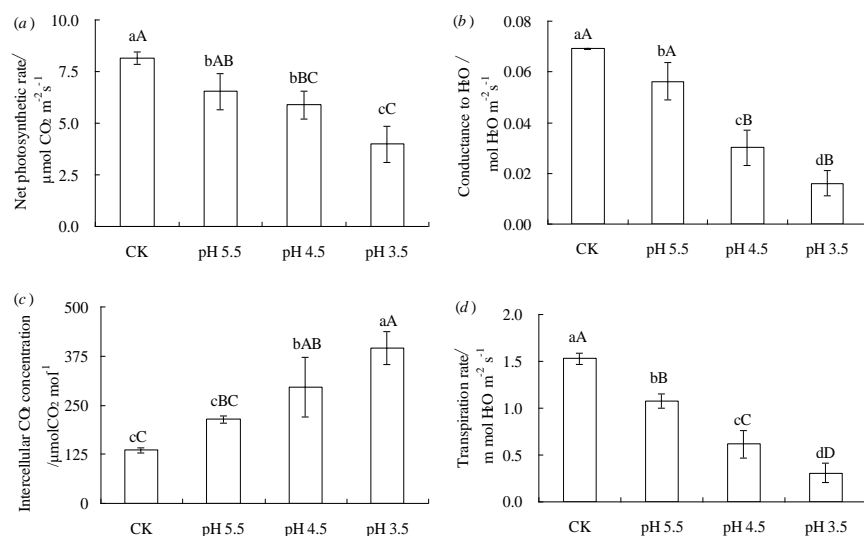 (a)
10.0
7.5
5.0
2.5
0.0
Net photosynthetic rate/
μmol CO₂ m⁻² s⁻¹
aA
bAB
bBC
cC
CK
pH 5.5
pH 4.5
pH 3.5
(b)
0.08
0.06
0.04
0.02
0.00
Conductance to H₂O /
mol H₂O m⁻² s⁻¹
aA
bA
cB
dB
CK
pH 5.5
pH 4.5
pH 3.5
(c)
500
375
250
125
0
Intercellular CO₂ concentration
/μmolCO₂ mol⁻¹
cC
cBC
bAB
aA
CK
pH 5.5
pH 4.5
pH 3.5
(d)
2.0
1.5
1.0
0.5
0.0
Transpiration rate/
m mol H₂O m⁻² s⁻¹
aA
bB
cC
dD
CK
pH 5.5
pH 4.5
pH 3.5